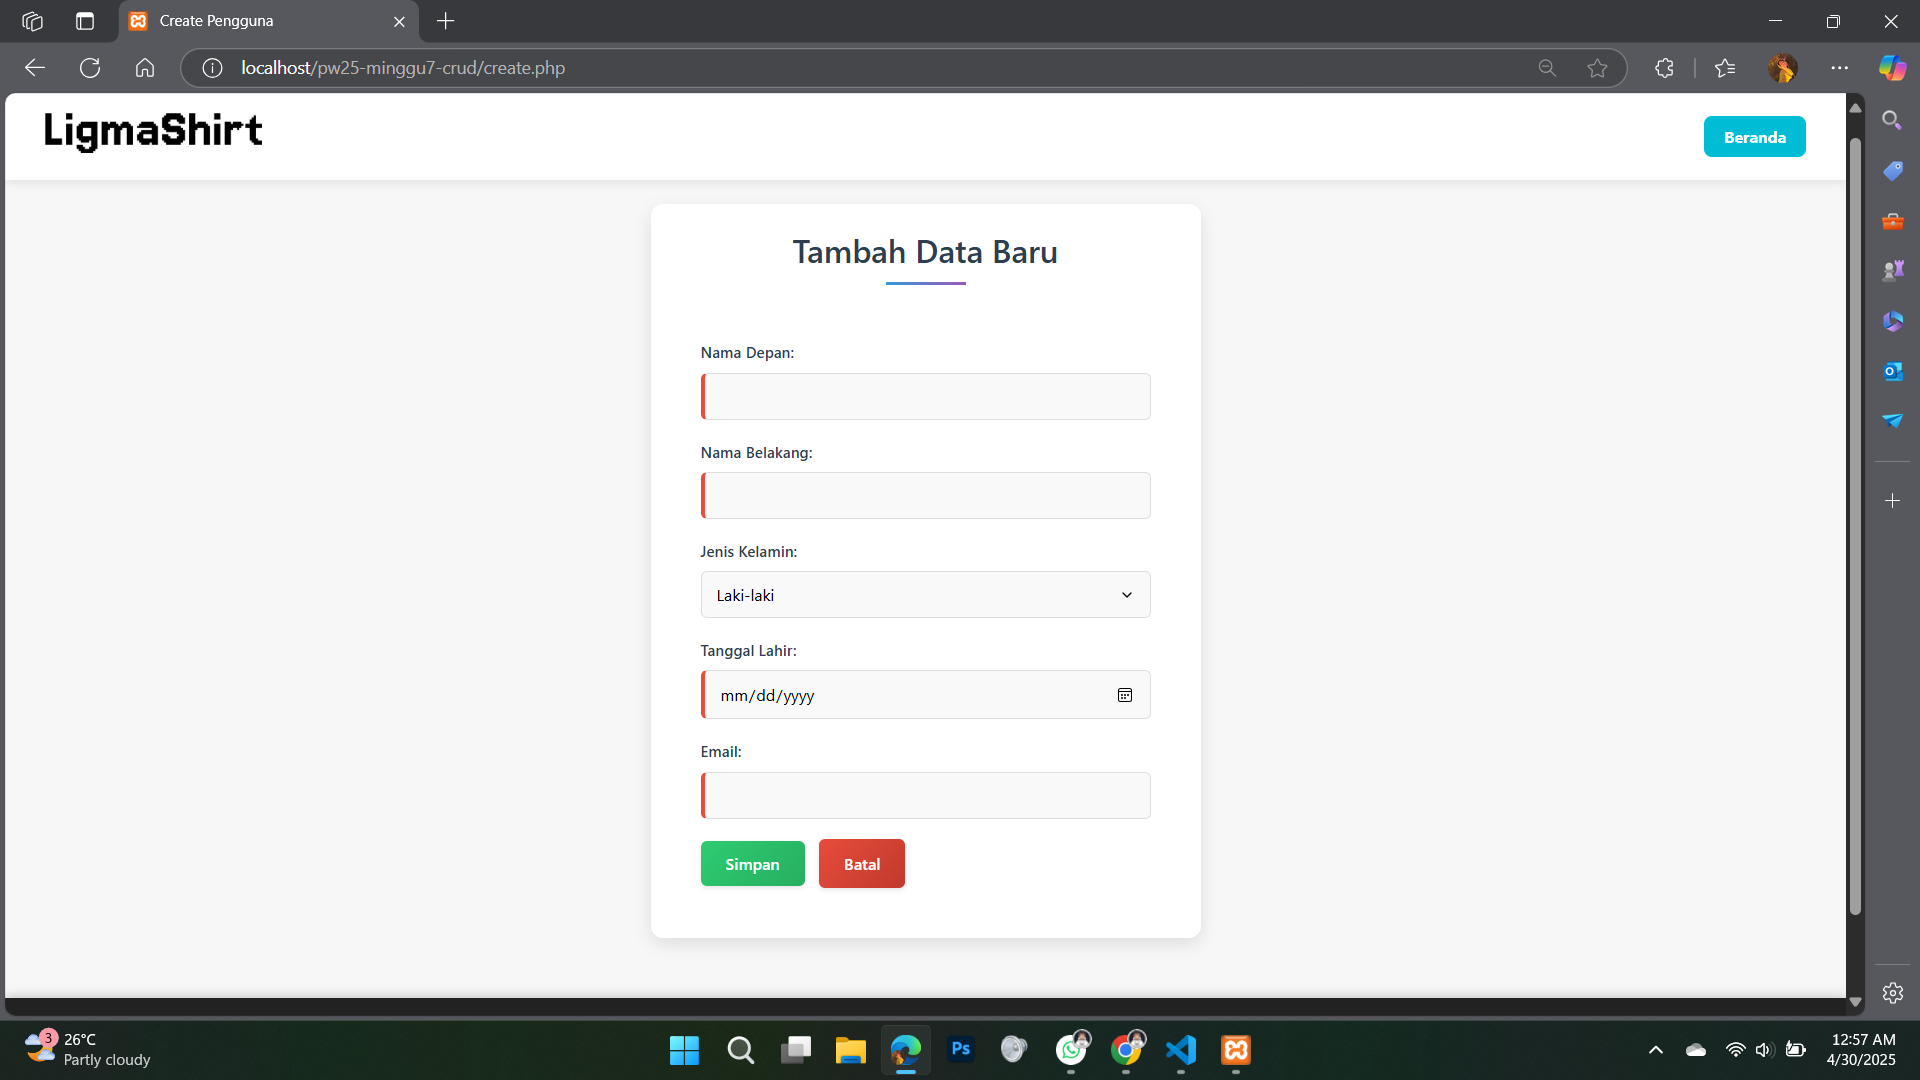 Create Pengguna
localhost/pw25-minggu7-crud/create.php
LigmaShirt
Beranda
Tambah Data Baru
Nama Depan:
Nama Belakang:
Jenis Kelamin:
Laki-laki
Tanggal Lahir:
mm/dd/yyyy
Email:
Simpan
Batal
3
26°C
Partly cloudy
Ps
12:57 AM
4/30/2025